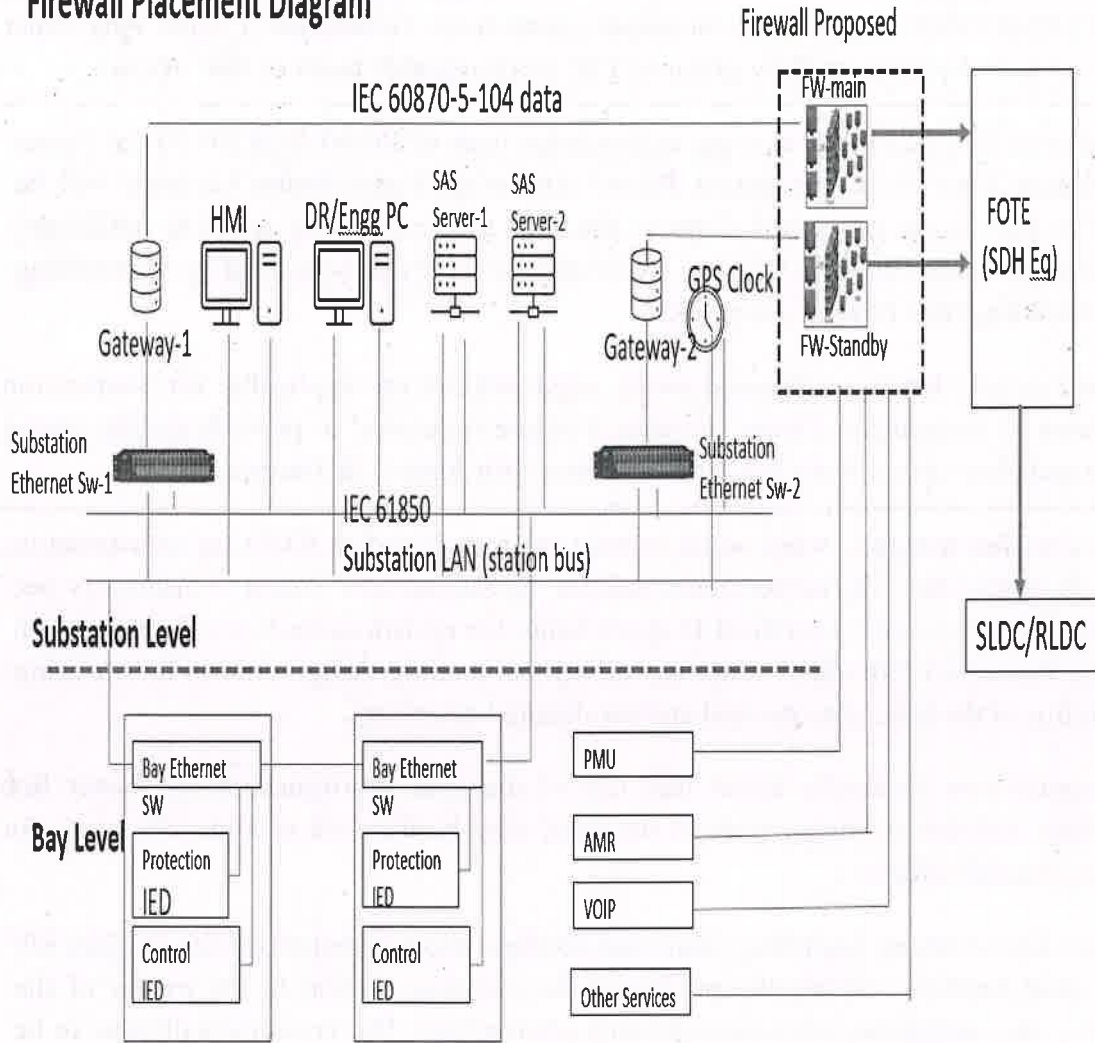 Firewall Placement Diagram
Firewall Proposed
IEC 60870-5-104 data
FW-main
SAS
Server-1
SAS
Server-2
HMI
DR/Engg PC
FOTE
(SDH Eq)
GPS Clock
Gateway-1
Gateway-2
FW-Standby
Substation
Ethernet Sw-1
Substation
Ethernet Sw-2
IEC 61850
Substation LAN (station bus)
Substation Level
SLDC/RLDC
Bay Ethernet
SW
Bay Ethernet
SW
PMU
Bay Level
Protection
IED
Protection
IED
AMR
VOIP
Control
IED
Control
IED
Other Services